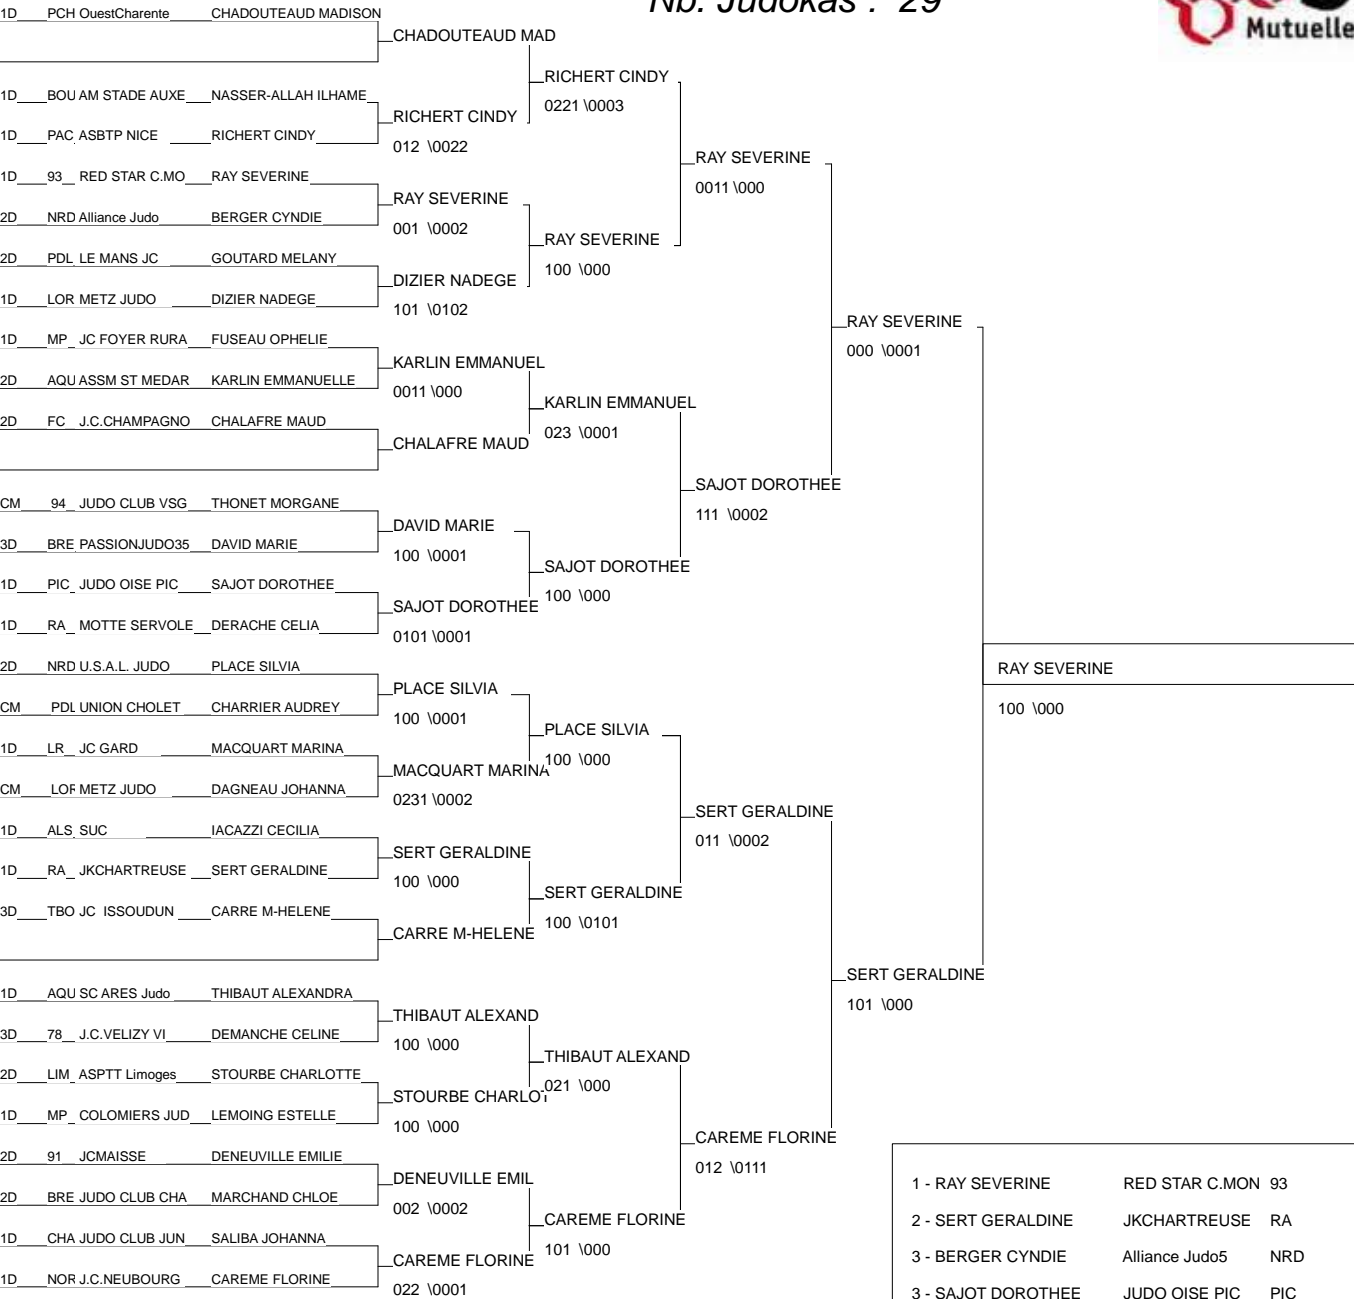 Nb. Judokas : 29
Mutuelle
1D PCH OuestCharente CHADOUTEAUD MADISON
CHADOUTEAUD MAD
RICHERT CINDY
0221 \0003
1D BOU AM STADE AUXE NASSER-ALLAH ILHAME
RICHERT CINDY
012 \0022
1D PAC ASBTP NICE RICHERT CINDY
RAY SEVERINE
0011 \000
1D 93 RED STAR C.MO RAY SEVERINE
RAY SEVERINE
001 \0002
2D NRD Alliance Judo BERGER CYNDIE
RAY SEVERINE
100 \000
2D PDL LE MANS JC GOUTARD MELANY
DIZIER NADEGE
101 \0102
1D LOR METZ JUDO DIZIER NADEGE
RAY SEVERINE
000 \0001
1D MP JC FOYER RURA FUSEAU OPHELIE
KARLIN EMMANUEL
0011 \000
2D AQU ASSM ST MEDAR KARLIN EMMANUELLE
KARLIN EMMANUEL
023 \0001
2D FC J.C.CHAMPAGNO CHALAFRE MAUD
CHALAFRE MAUD
SAJOT DOROTHEE
111 \0002
CM 94 JUDO CLUB VSG THONET MORGANE
DAVID MARIE
100 \0001
3D BRE PASSIONJUDO35 DAVID MARIE
SAJOT DOROTHEE
100 \000
1D PIC JUDO OISE PIC SAJOT DOROTHEE
SAJOT DOROTHEE
0101 \0001
1D RA MOTTE SERVOLE DERACHE CELIA
2D NRD U.S.A.L. JUDO PLACE SILVIA
RAY SEVERINE
100 \000
PLACE SILVIA
100 \0001
CM PDL UNION CHOLET CHARRIER AUDREY
PLACE SILVIA
100 \000
1D LR JC GARD MACQUART MARINA
MACQUART MARINA
0231 \0002
CM LOR METZ JUDO DAGNEAU JOHANNA
SERT GERALDINE
011 \0002
1D ALS SUC IACAZZI CECILIA
SERT GERALDINE
100 \000
1D RA JKCHARTREUSE SERT GERALDINE
SERT GERALDINE
100 \0101
3D TBO JC ISSOUDUN CARRE M-HELENE
CARRE M-HELENE
SERT GERALDINE
101 \000
1D AQU SC ARES Judo THIBAUT ALEXANDRA
THIBAUT ALEXAND
100 \000
3D 78 J.C.VELIZY VI DEMANCHE CELINE
THIBAUT ALEXAND
021 \000
2D LIM ASPTT Limoges STOURBE CHARLOTTE
STOURBE CHARLOT
100 \000
1D MP COLOMIERS JUD LEMOING ESTELLE
CAREME FLORINE
012 \0111
2D 91 JCMAISSE DENEUVILLE EMILIE
DENEUVILLE EMIL
002 \0002
2D BRE JUDO CLUB CHA MARCHAND CHLOE
CAREME FLORINE
101 \000
1D CHA JUDO CLUB JUN SALIBA JOHANNA
CAREME FLORINE
022 \0001
1D NOR J.C.NEUBOURG CAREME FLORINE
1 - RAY SEVERINE RED STAR C.MON 93
2 - SERT GERALDINE JKCHARTREUSE RA
3 - BERGER CYNDIE Alliance Judo5 NRD
3 - SAJOT DOROTHEE JUDO OISE PIC PIC